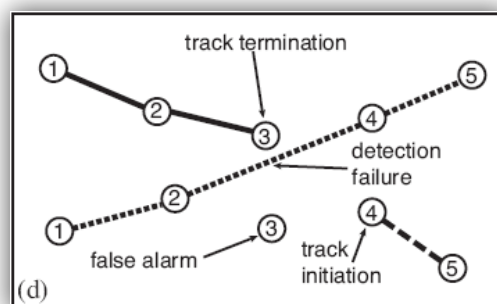 track termination
1
5
2
3
4
detection
failure
2
4
1
3
false alarm
track
initiation
5
(d)